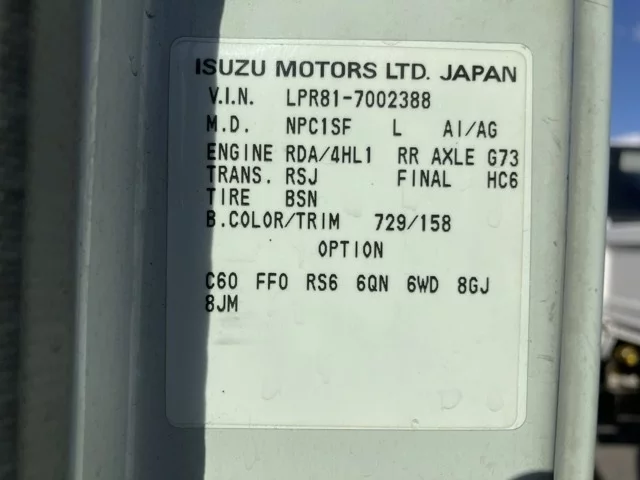 ISUZU MOTORS LTD. JAPAN
V.I.N. LPR81-7002388
M.D. NPC1SF L AI/AG
ENGINE RDA/4HL1 RR AXLE G73
TRANS. RSJ FINAL HC6
TIRE BSN
B.COLOR/TRIM 729/158
OPTION
C60 FF0 RS6 6QN 6WD 8GJ
8JM